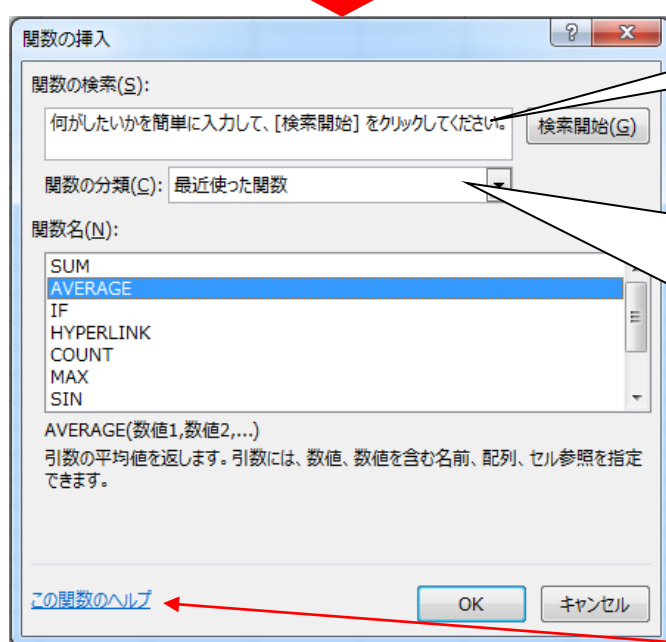 関数の挿入
?
X
関数の検索(S):
何がしたいかを簡単に入力して、[検索開始] をクリックしてください。
検索開始(G)
関数の分類(C): 最近使った関数
関数名(N):
SUM
AVERAGE
IF
HYPERLINK
COUNT
MAX
SIN
AVERAGE(数値1,数値2,...)
引数の平均値を返します。引数には、数値、数値を含む名前、配列、セル参照を指定
できます。
この関数のヘルプ
OK
キャンセル